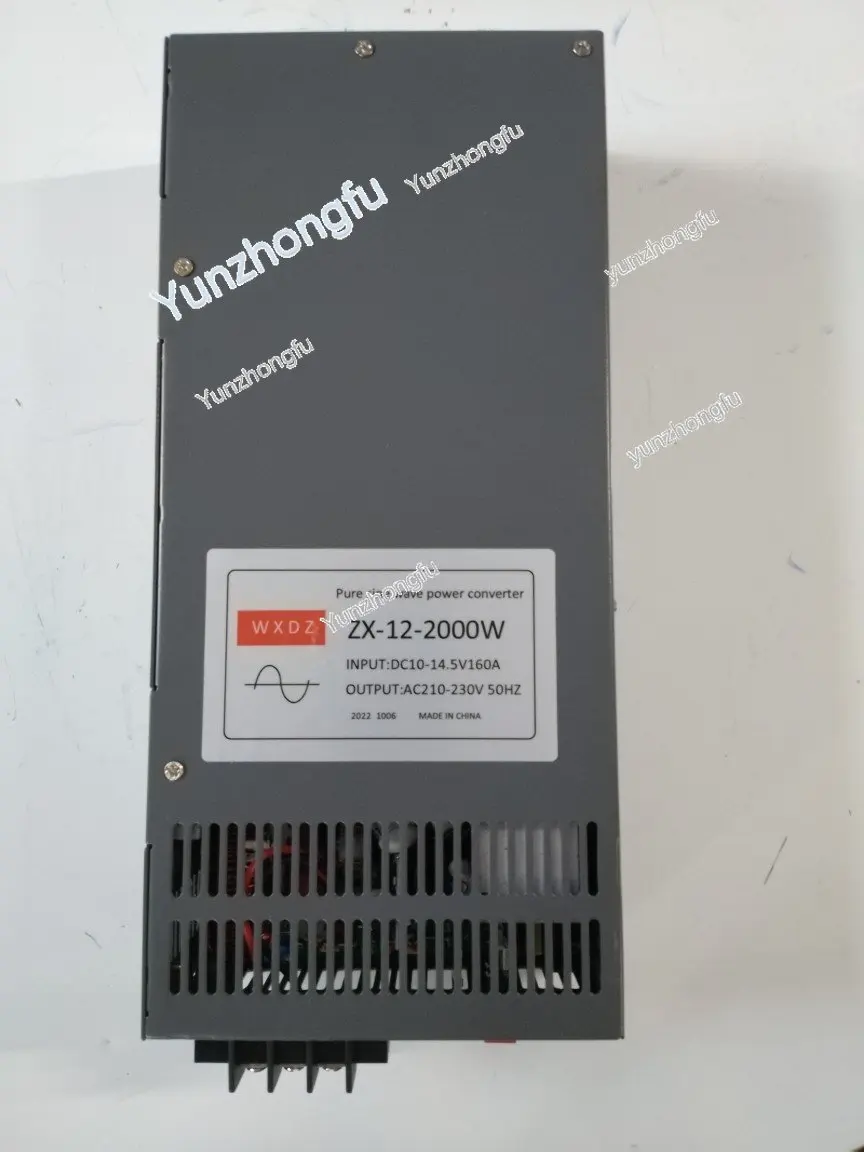 Yunzhongfu
Yunzhongfu
yunzhongfu
Yunzhongfu
yunzhongfu
Yunzhongfu
Pure wave power converter
WXDZ
ZX-12-2000W
INPUT:DC10-14.5V160A
OUTPUT:AC210-230V 50HZ
2022 1006 MADE IN CHINA